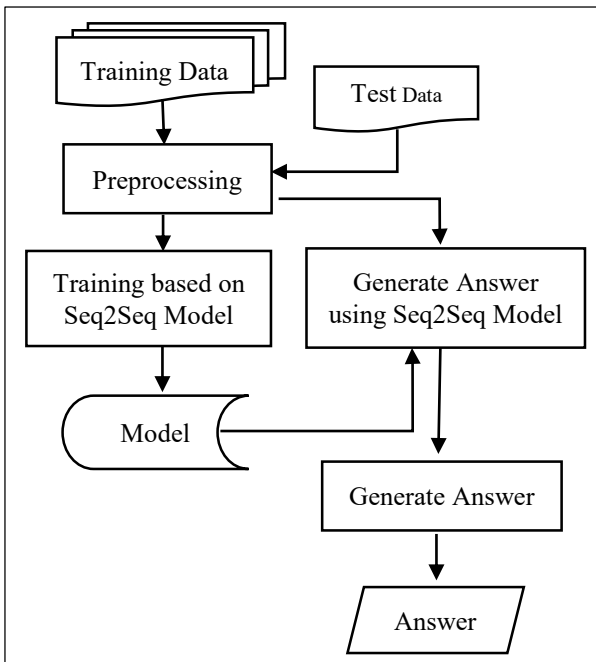 Training Data
Test Data
Preprocessing
Training based on
Seq2Seq Model
Generate Answer
using Seq2Seq Model
Model
Generate Answer
Answer